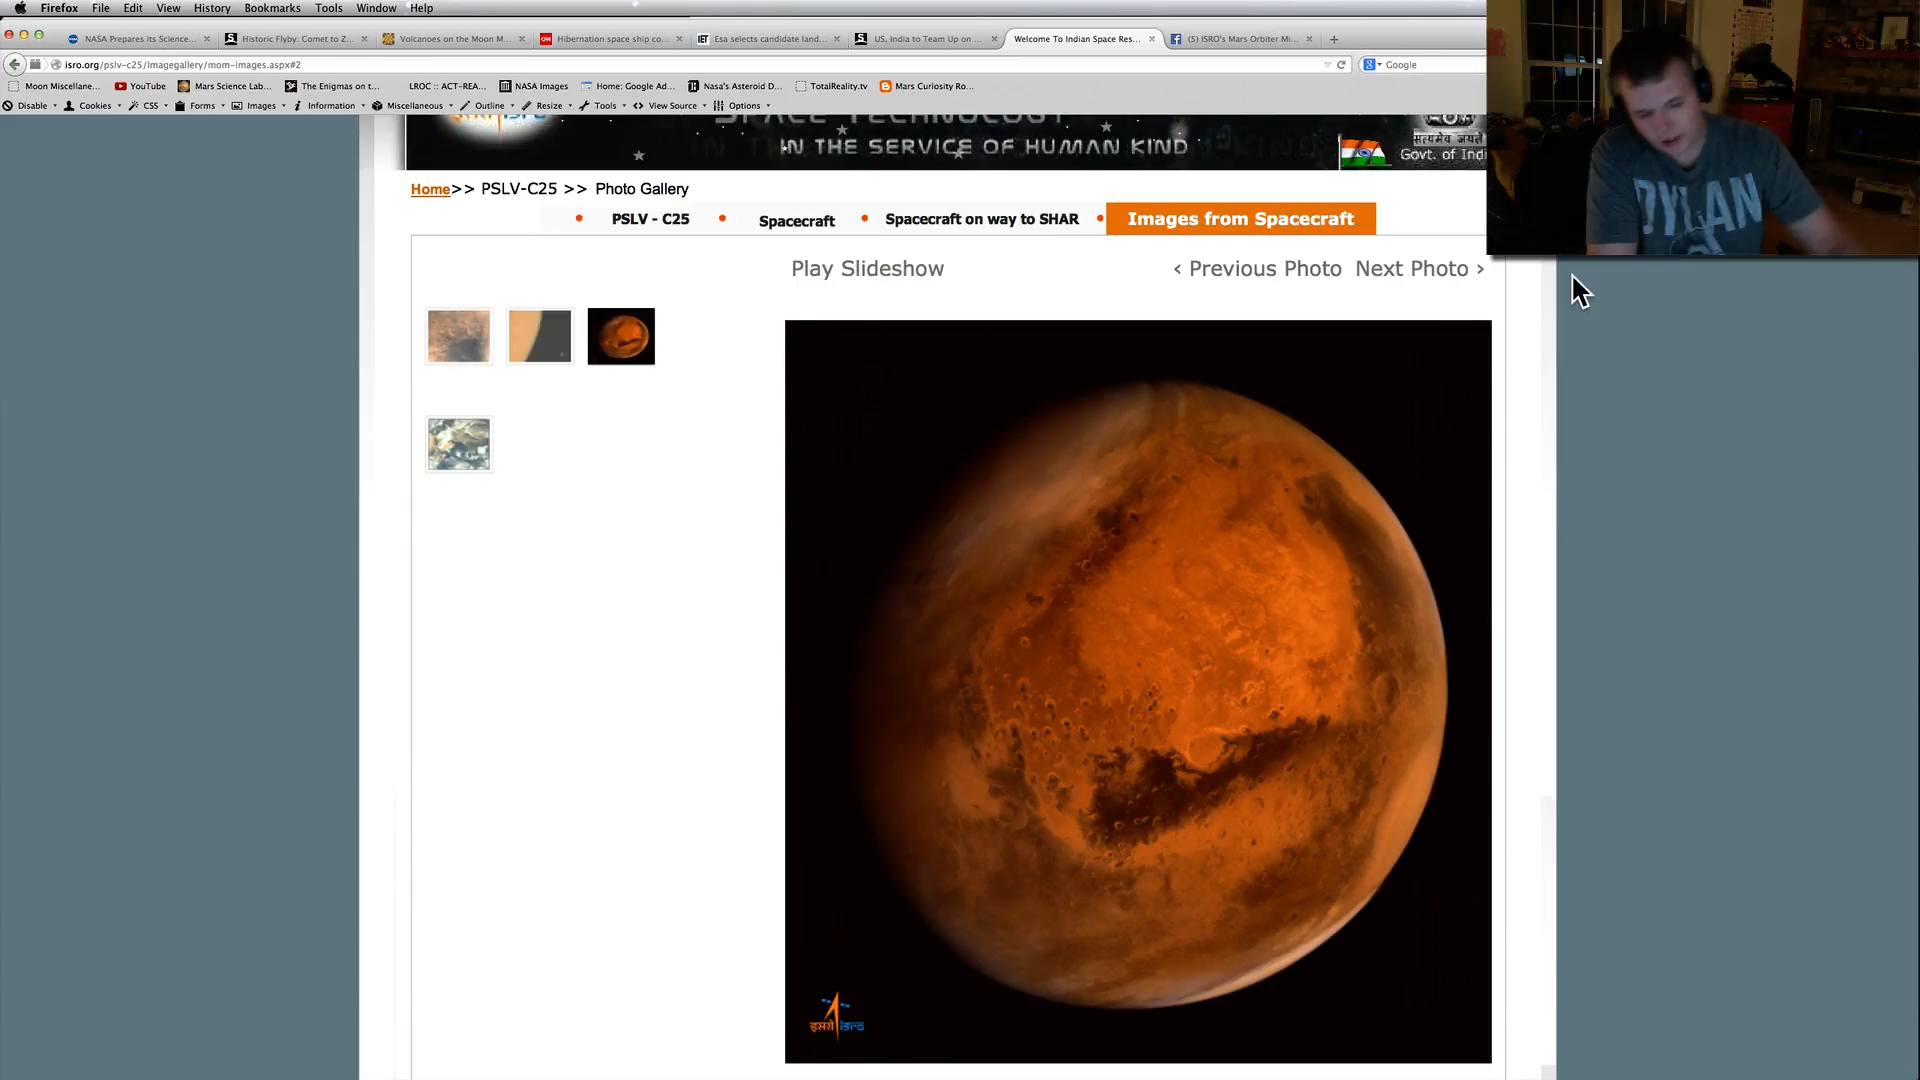 Firefox File Edit View History Bookmarks Tools Window Help
NASA Prepares its Science... Historic Flyby: Comet to Z... Volcanoes on the Moon M... Hibernation space ship co... Esa selects candidate land... US, India to Team Up on ... Welcome To Indian Space Res... (5) ISRO's Mars Orbiter Mi...
isro.org/pslv-c25/Imagegallery/mom-images.aspx#2 Google
Moon Miscellane... YouTube Mars Science Lab... The Enigmas on t... LROC :: ACT-REA... NASA Images Home: Google Ad... Nasa's Asteroid D... TotalReality.tv Mars Curiosity Ro...
Disable Cookies CSS Forms Images Information Miscellaneous Outline Resize Tools View Source Options
SPACE TECHNOLOGY
IN THE SERVICE OF HUMAN KIND
सत्यमेव जयते
Govt. of Indi
Home>> PSLV-C25 >> Photo Gallery
PSLV - C25 Spacecraft Spacecraft on way to SHAR Images from Spacecraft
Play Slideshow ‹ Previous Photo Next Photo ›
इसरो isro
DYLAN